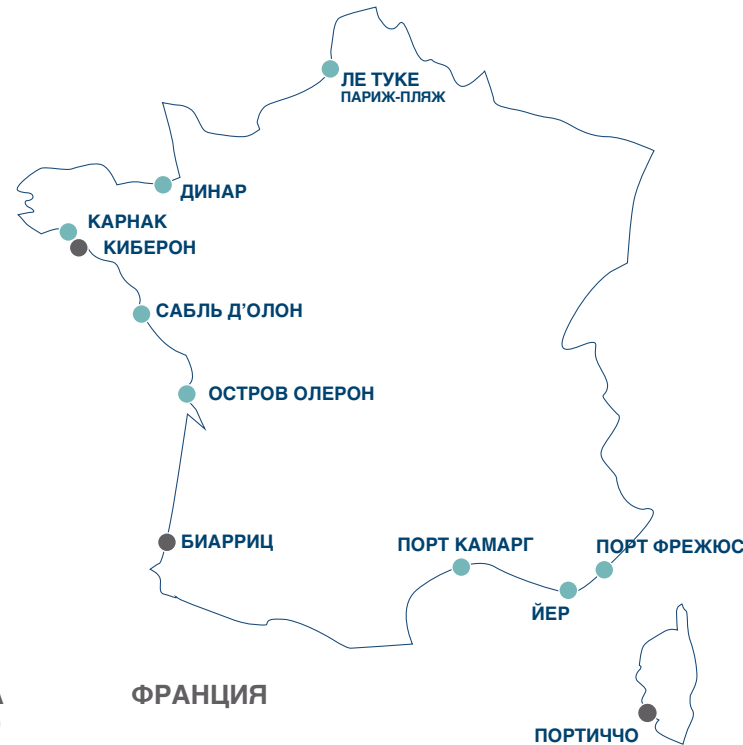 ЛЕ ТУКЕ
ПАРИЖ-ПЛЯЖ
ДИНАР
КАРНАК
КИБЕРОН
САБЛЬ Д’ОЛОН
ОСТРОВ ОЛЕРОН
БИАРРИЦ
ПОРТ КАМАРГ
ПОРТ ФРЕЖЮС
ЙЕР
А
ФРАНЦИЯ
ПОРТИЧЧО